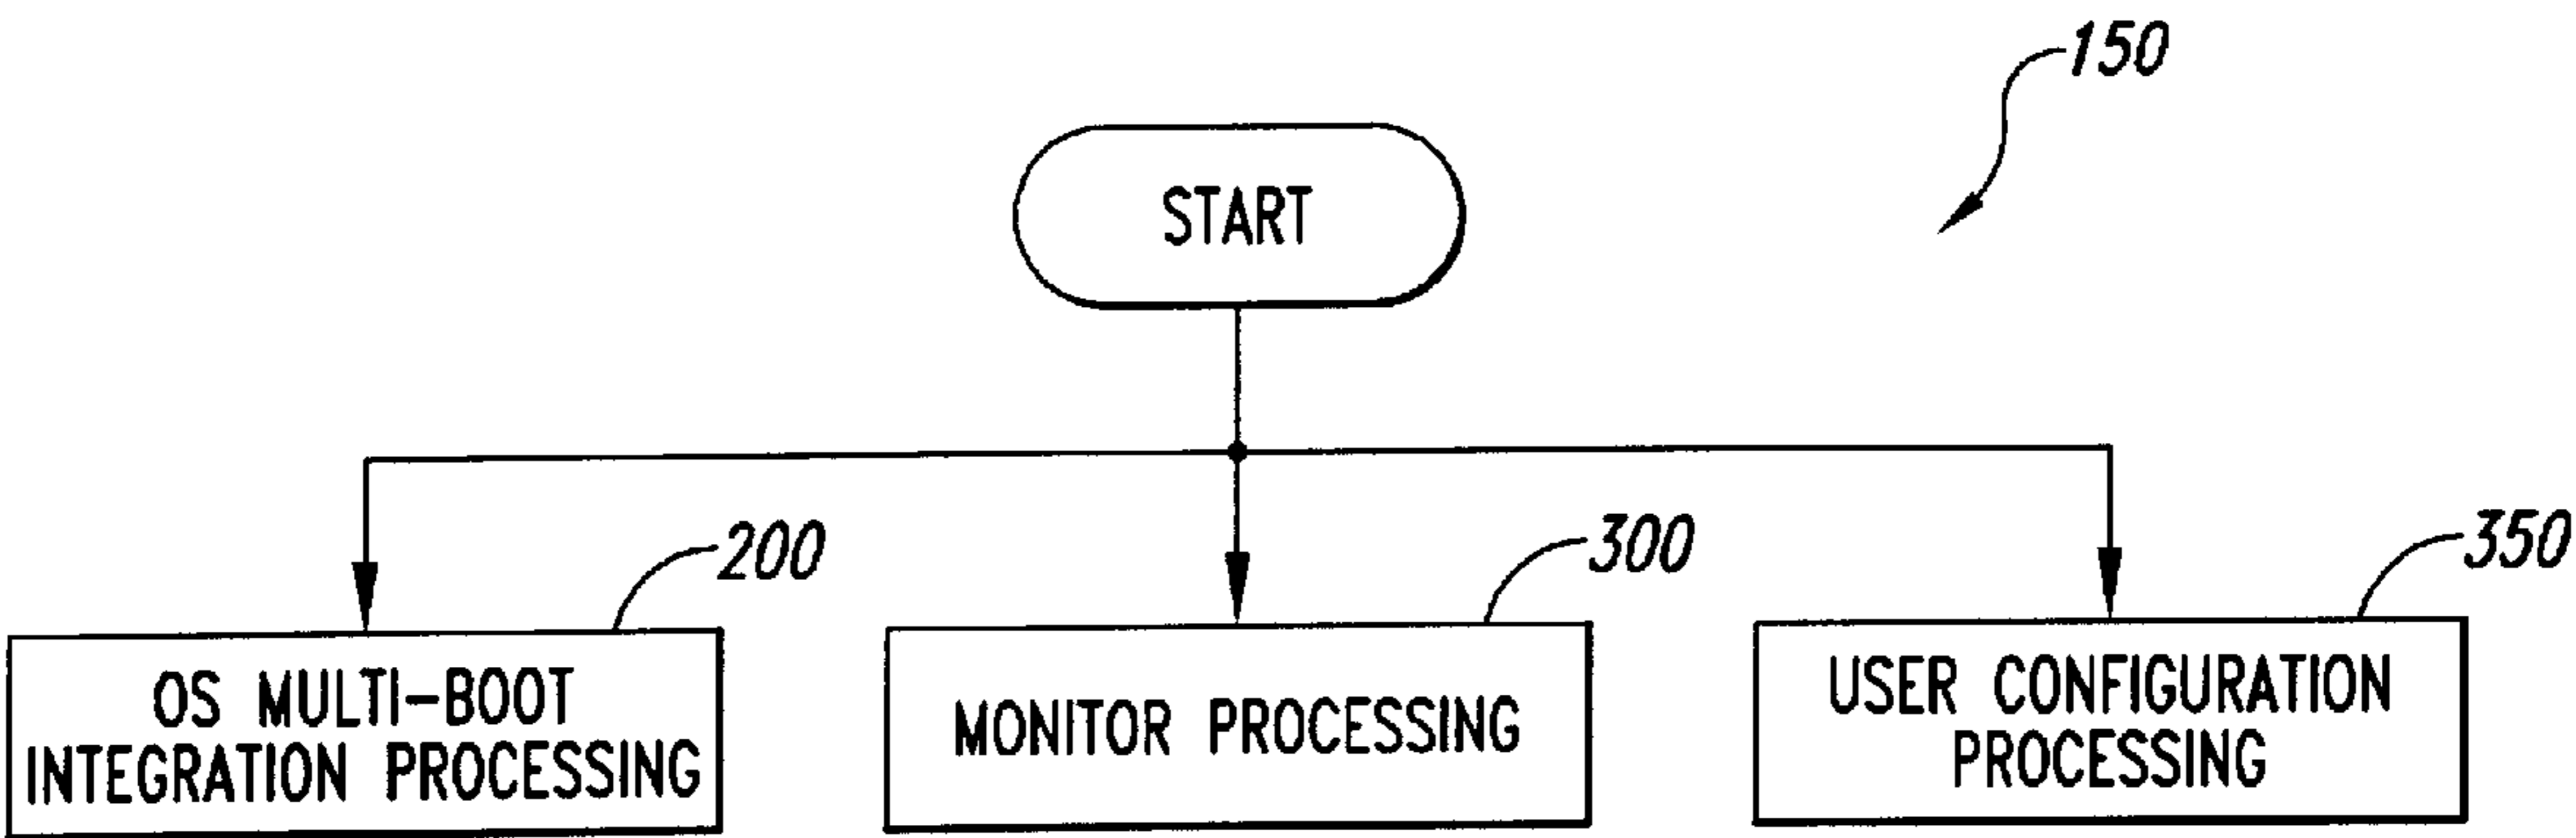 150
START
200
300
350
OS MULTI-BOOT
INTEGRATION PROCESSING
MONITOR PROCESSING
USER CONFIGURATION
PROCESSING